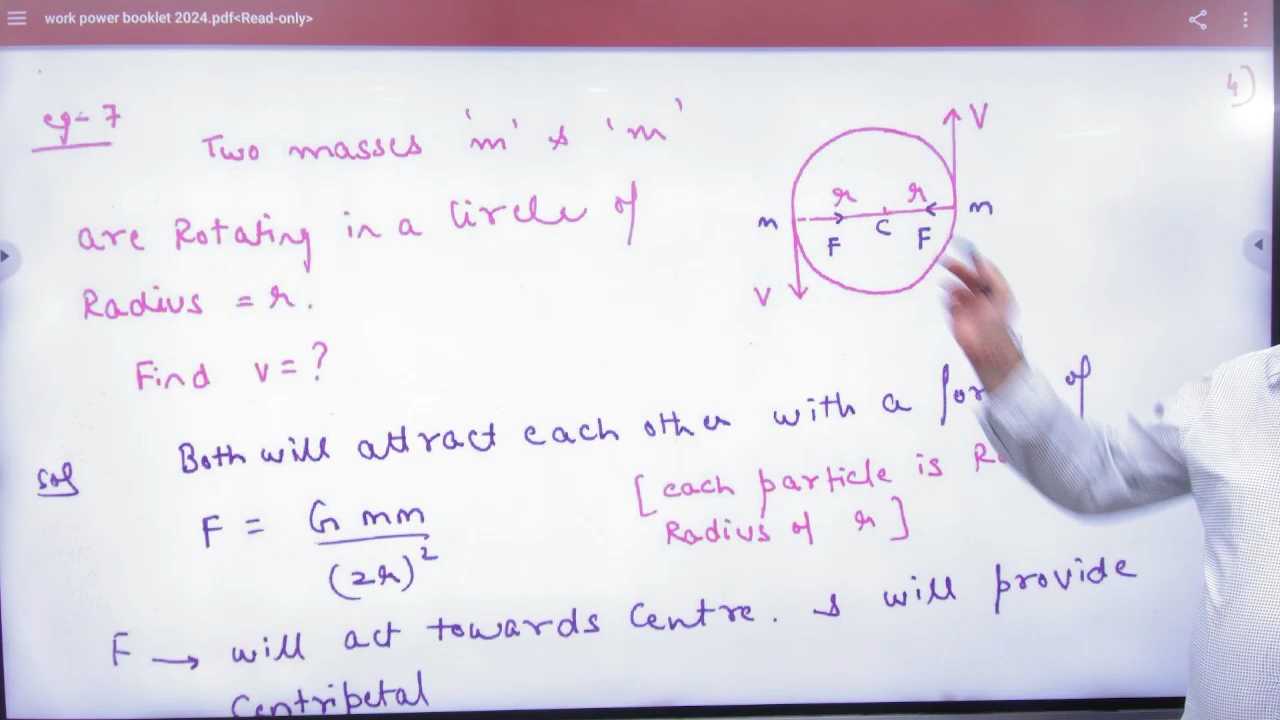 work power booklet 2024.pdf<Read-only>
4)
eg-7
Two masses 'm' & 'm'
are Rotating in a Circle of
Radius = r.
Find v = ?
V
r r
m m
F C F
V
Sol Both will attract each other with a of
F = Gmm
(2r)²
[each particle is
Radius of r]
F → will act towards Centre. & will provide
Centripetal